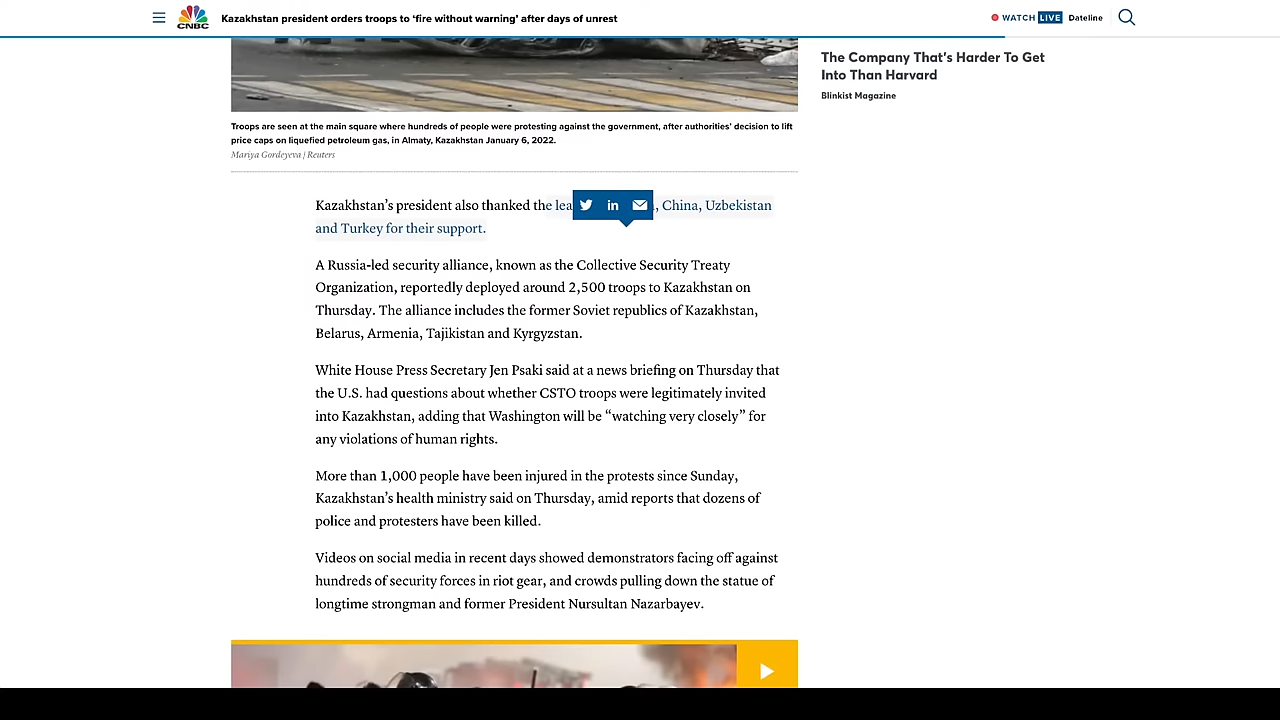 CNBC
Kazakhstan president orders troops to ‘fire without warning’ after days of unrest
WATCH LIVE Dateline
The Company That's Harder To Get
Into Than Harvard
Blinkist Magazine
Troops are seen at the main square where hundreds of people were protesting against the government, after authorities’ decision to lift
price caps on liquefied petroleum gas, in Almaty, Kazakhstan January 6, 2022.
Mariya Gordeyeva | Reuters
Kazakhstan’s president also thanked the lea in , China, Uzbekistan
and Turkey for their support.
A Russia-led security alliance, known as the Collective Security Treaty
Organization, reportedly deployed around 2,500 troops to Kazakhstan on
Thursday. The alliance includes the former Soviet republics of Kazakhstan,
Belarus, Armenia, Tajikistan and Kyrgyzstan.
White House Press Secretary Jen Psaki said at a news briefing on Thursday that
the U.S. had questions about whether CSTO troops were legitimately invited
into Kazakhstan, adding that Washington will be “watching very closely” for
any violations of human rights.
More than 1,000 people have been injured in the protests since Sunday,
Kazakhstan’s health ministry said on Thursday, amid reports that dozens of
police and protesters have been killed.
Videos on social media in recent days showed demonstrators facing off against
hundreds of security forces in riot gear, and crowds pulling down the statue of
longtime strongman and former President Nursultan Nazarbayev.